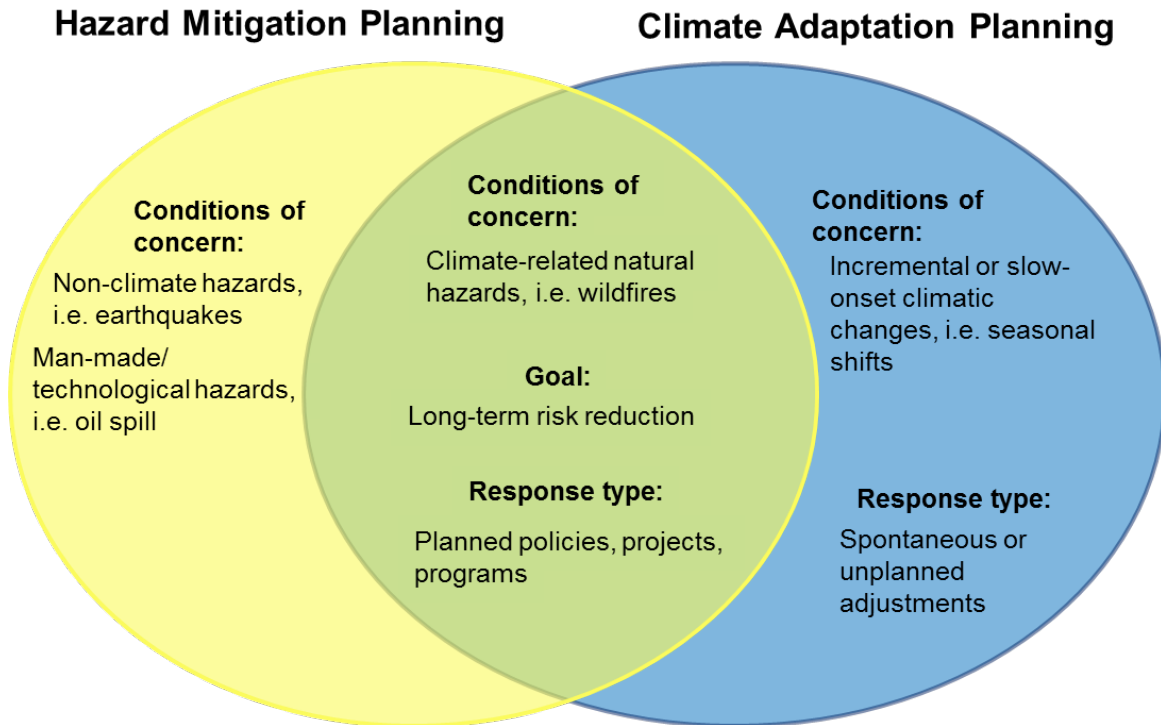 Hazard Mitigation Planning
Climate Adaptation Planning
Conditions of
concern:
Non-climate hazards,
i.e. earthquakes
Man-made/
technological hazards,
i.e. oil spill
Conditions of
concern:
Climate-related natural
hazards, i.e. wildfires
Goal:
Long-term risk reduction
Response type:
Planned policies, projects,
programs
Conditions of
concern:
Incremental or slow-
onset climatic
changes, i.e. seasonal
shifts
Response type:
Spontaneous or
unplanned
adjustments